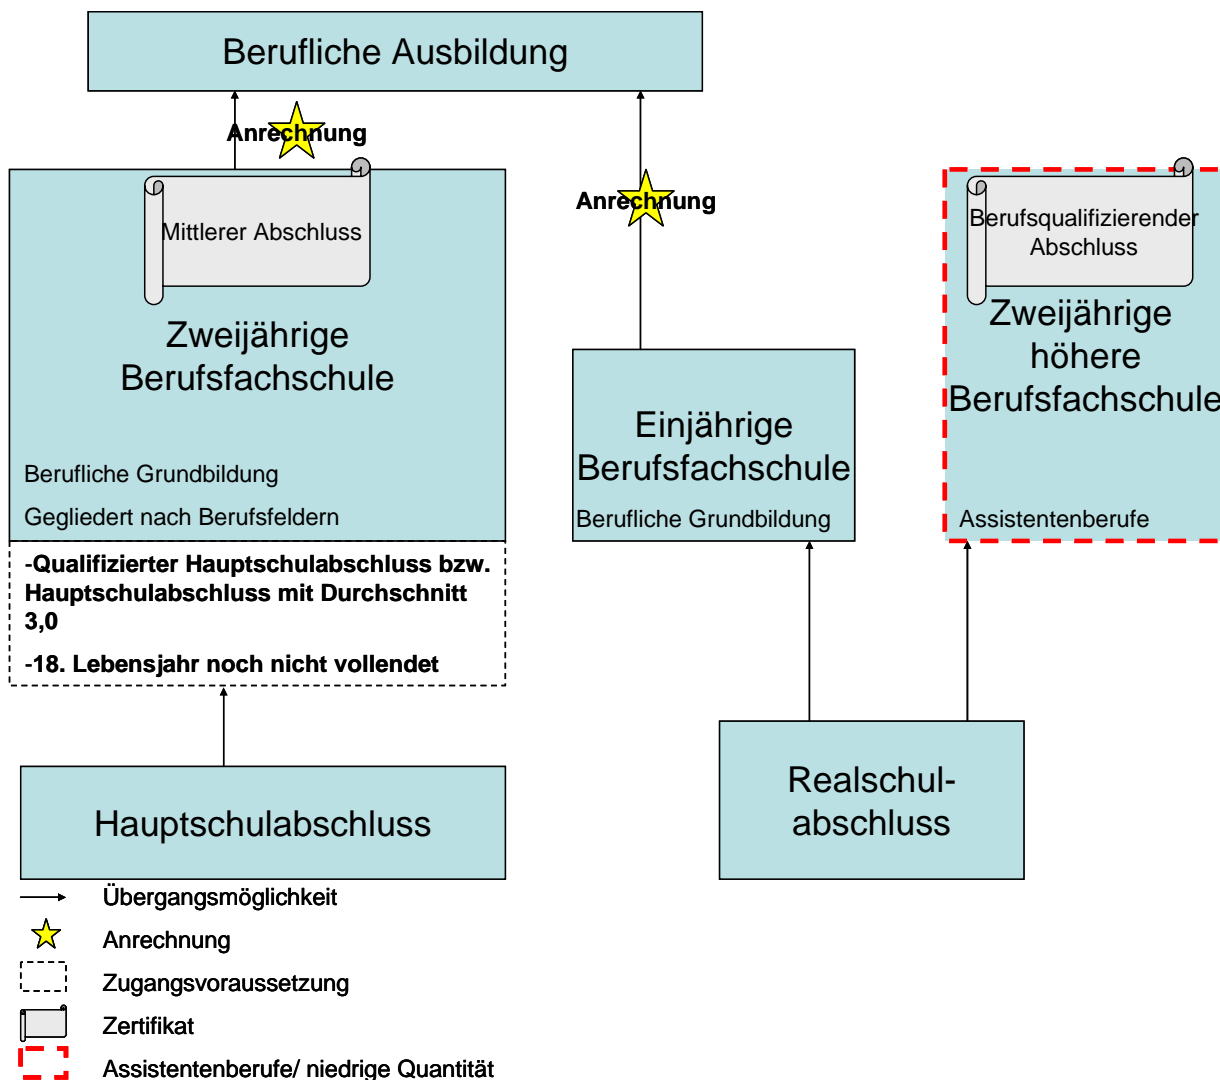 Berufliche Ausbildung
Anrechnung
Mittlerer Abschluss
Zweijährige
Berufsfachschule
Berufliche Grundbildung
Gegliedert nach Berufsfeldern
-Qualifizierter Hauptschulabschluss bzw.
Hauptschulabschluss mit Durchschnitt
3,0
-18. Lebensjahr noch nicht vollendet
Hauptschulabschluss
Anrechnung
Einjährige
Berufsfachschule
Berufliche Grundbildung
Berufsqualifizierender
Abschluss
Zweijährige
höhere
Berufsfachschule
Assistentenberufe
Realschul-
abschluss
Übergangsmöglichkeit
Anrechnung
Zugangsvoraussetzung
Zertifikat
Assistentenberufe/ niedrige Quantität